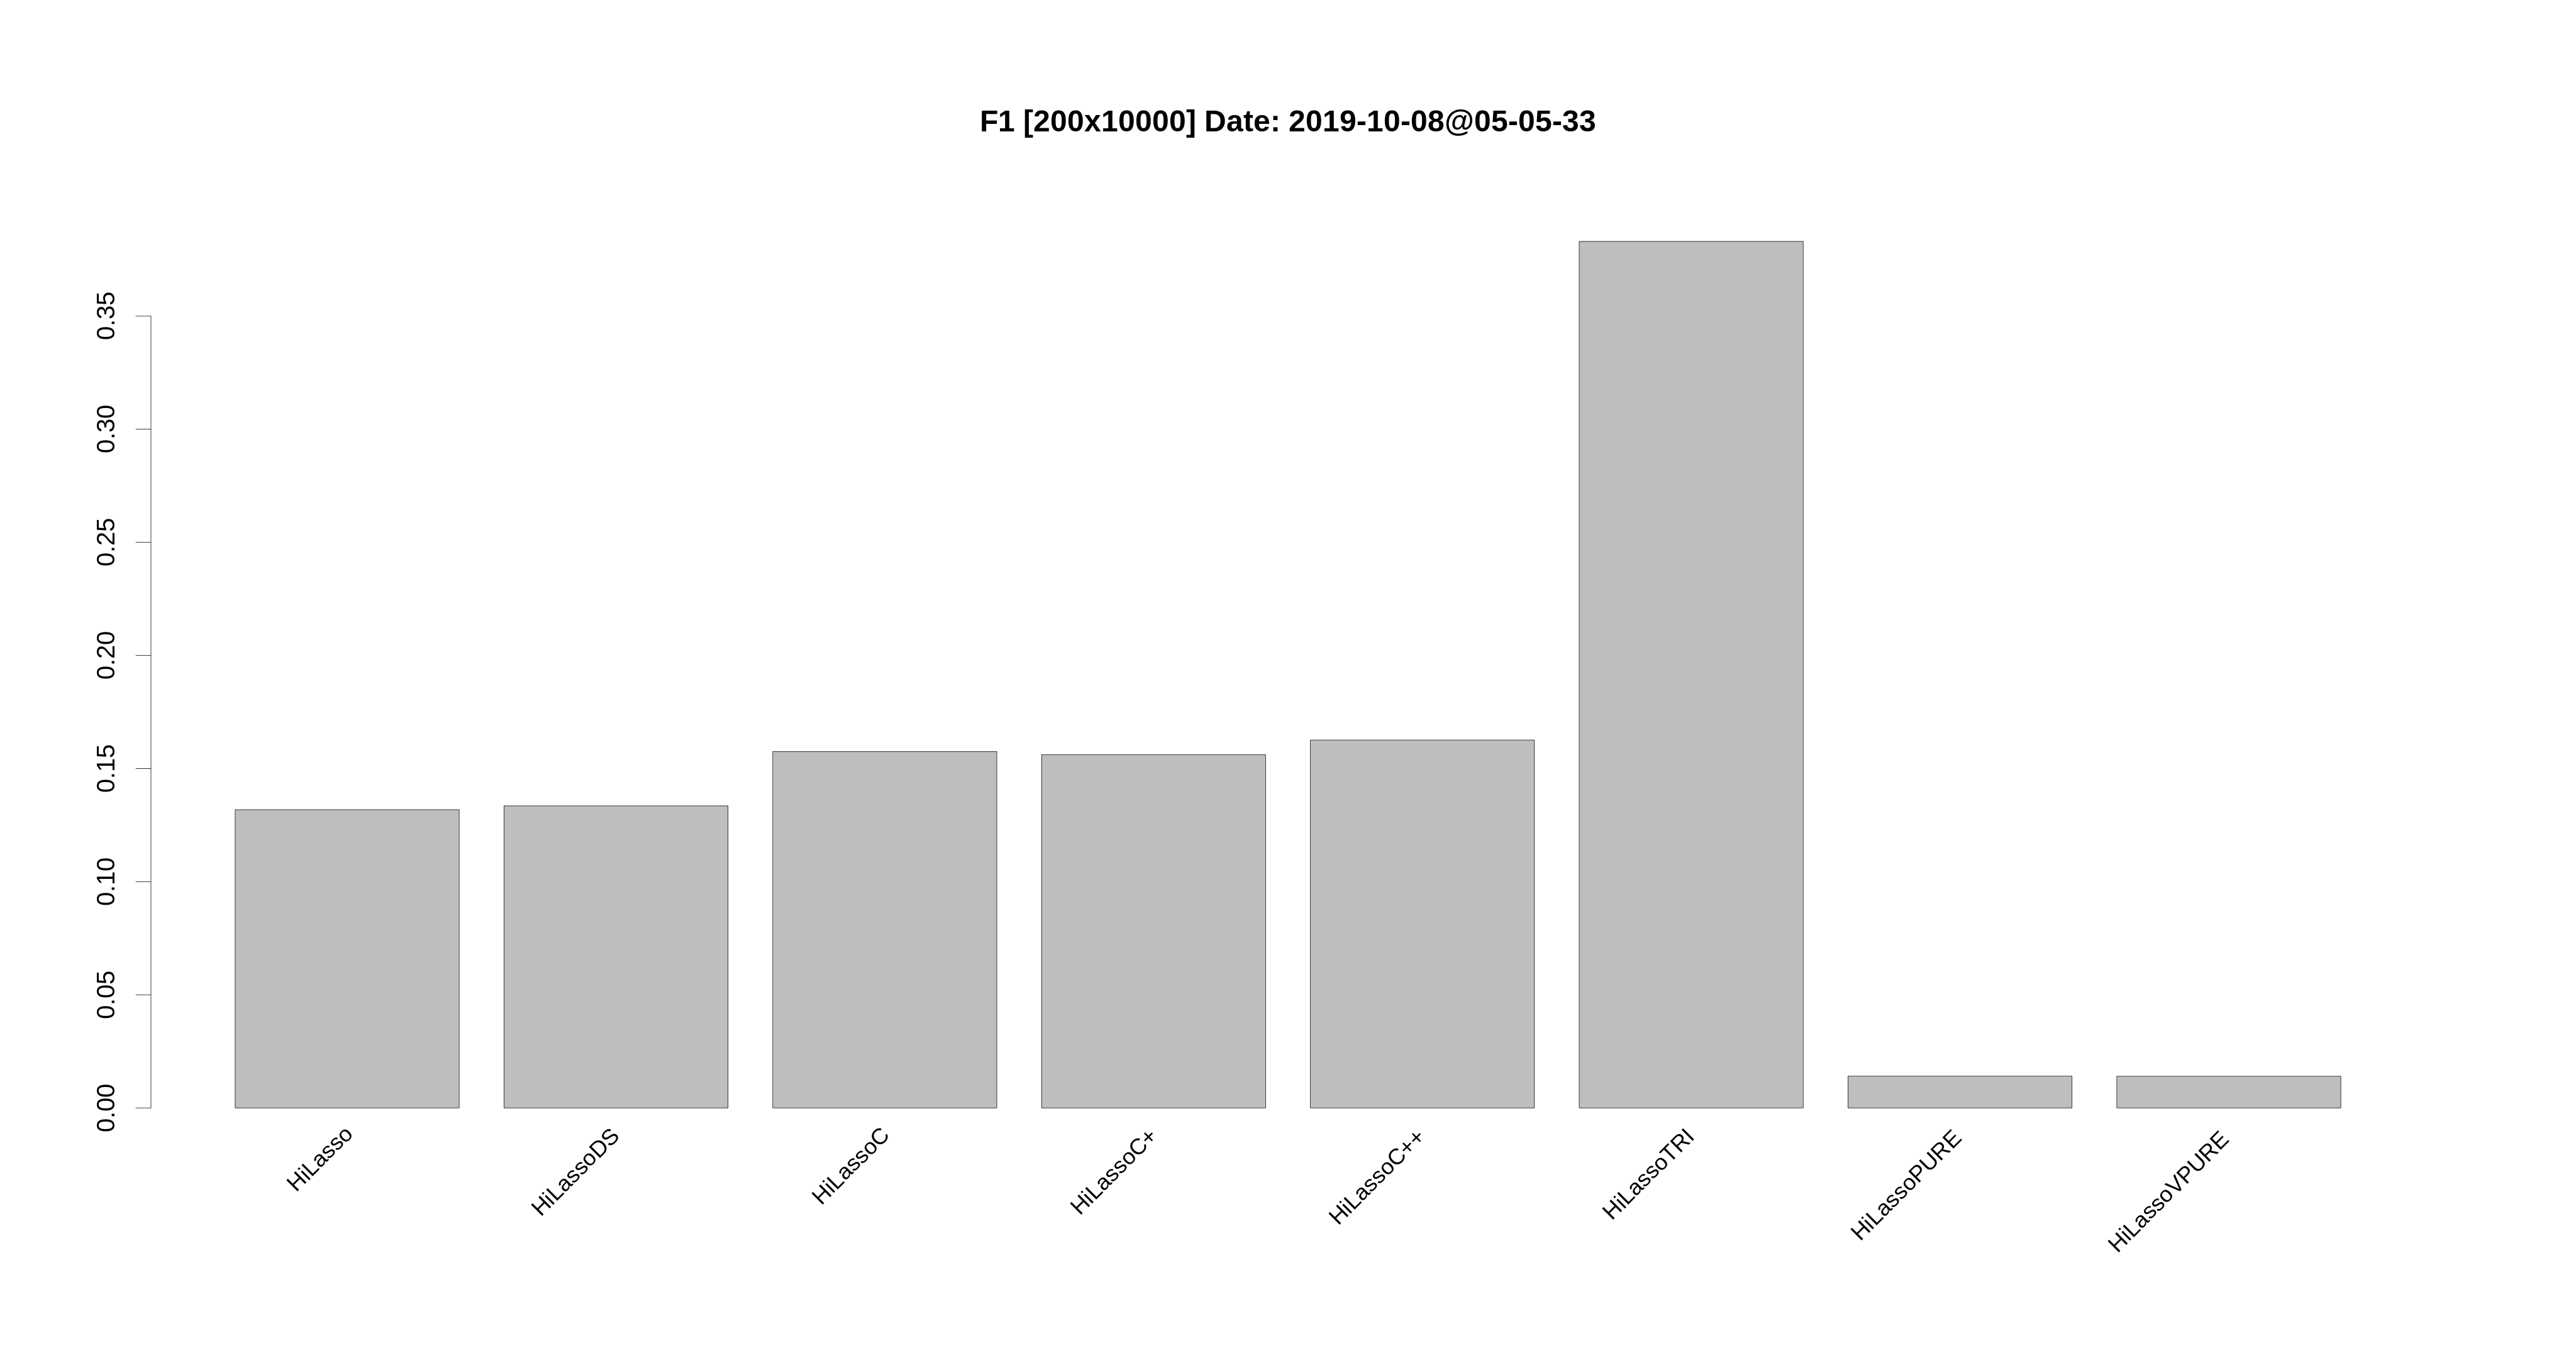 F1 [200x10000] Date: 2019-10-08@05-05-33
0.35
0.30
0.25
0.20
0.15
0.10
0.05
0.00
HiLasso
HiLassoDS
HiLassoC
HiLassoC+
HiLassoC++
HiLassoTRI
HiLassoPURE
HiLassoVPURE